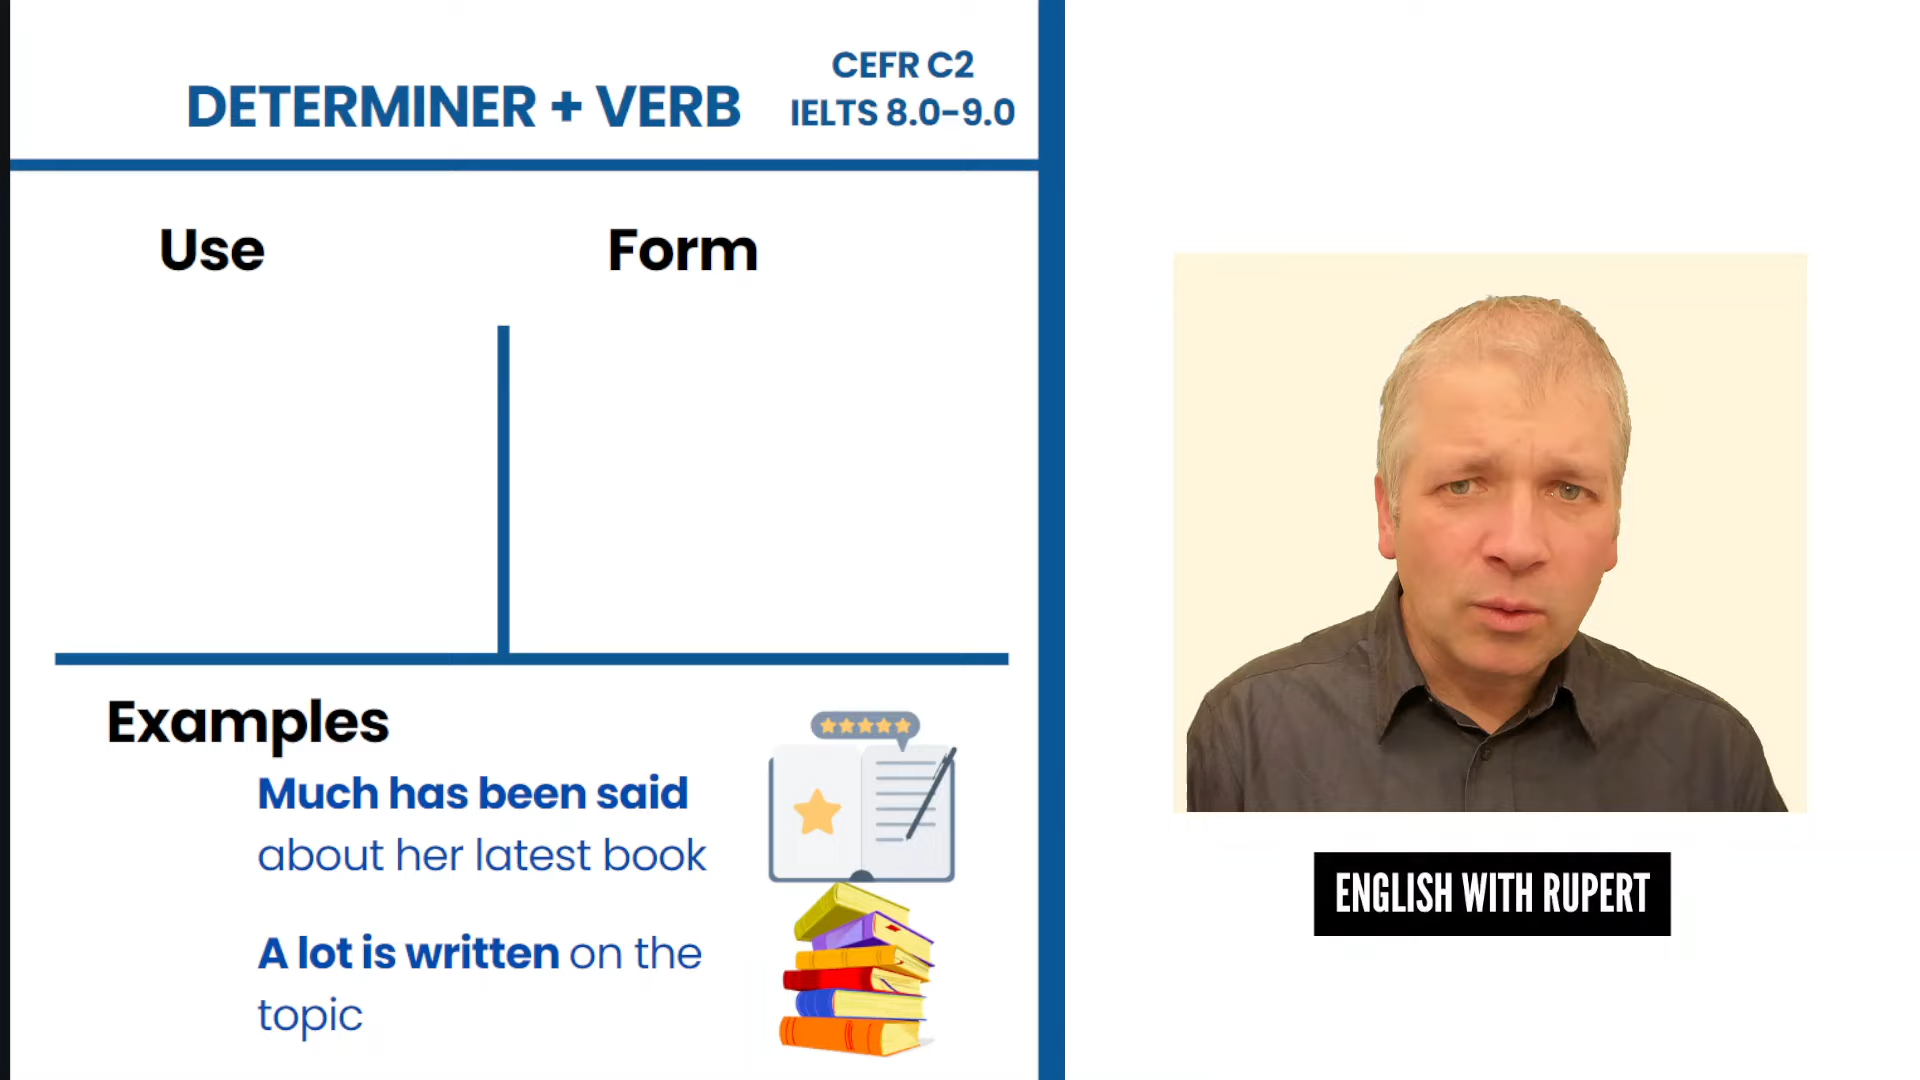 DETERMINER + VERB
CEFR C2
IELTS 8.0-9.0
Use
Form
Examples
Much has been said
about her latest book
A lot is written on the
topic
ENGLISH WITH RUPERT